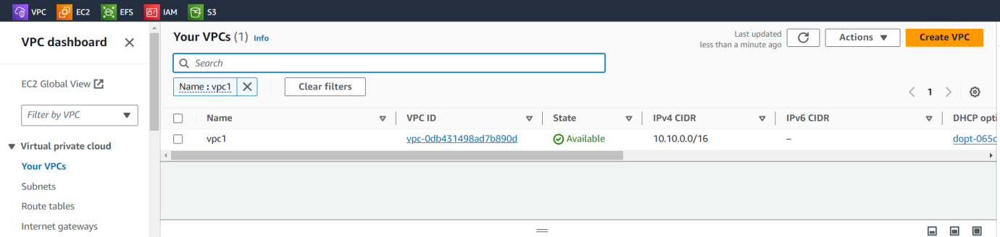 VPC EC2 EFS IAM S3
VPC dashboard
EC2 Global View
Filter by VPC
Virtual private cloud
Your VPCs
Subnets
Route tables
Internet gateways
Your VPCs (1) Info
Last updated
less than a minute ago
Actions
Create VPC
Search
Name : vpc1
Clear filters
1
Name VPC ID State IPv4 CIDR IPv6 CIDR DHCP opti
vpc1 vpc-0db431498ad7b890d Available 10.10.0.0/16 – dopt-065c